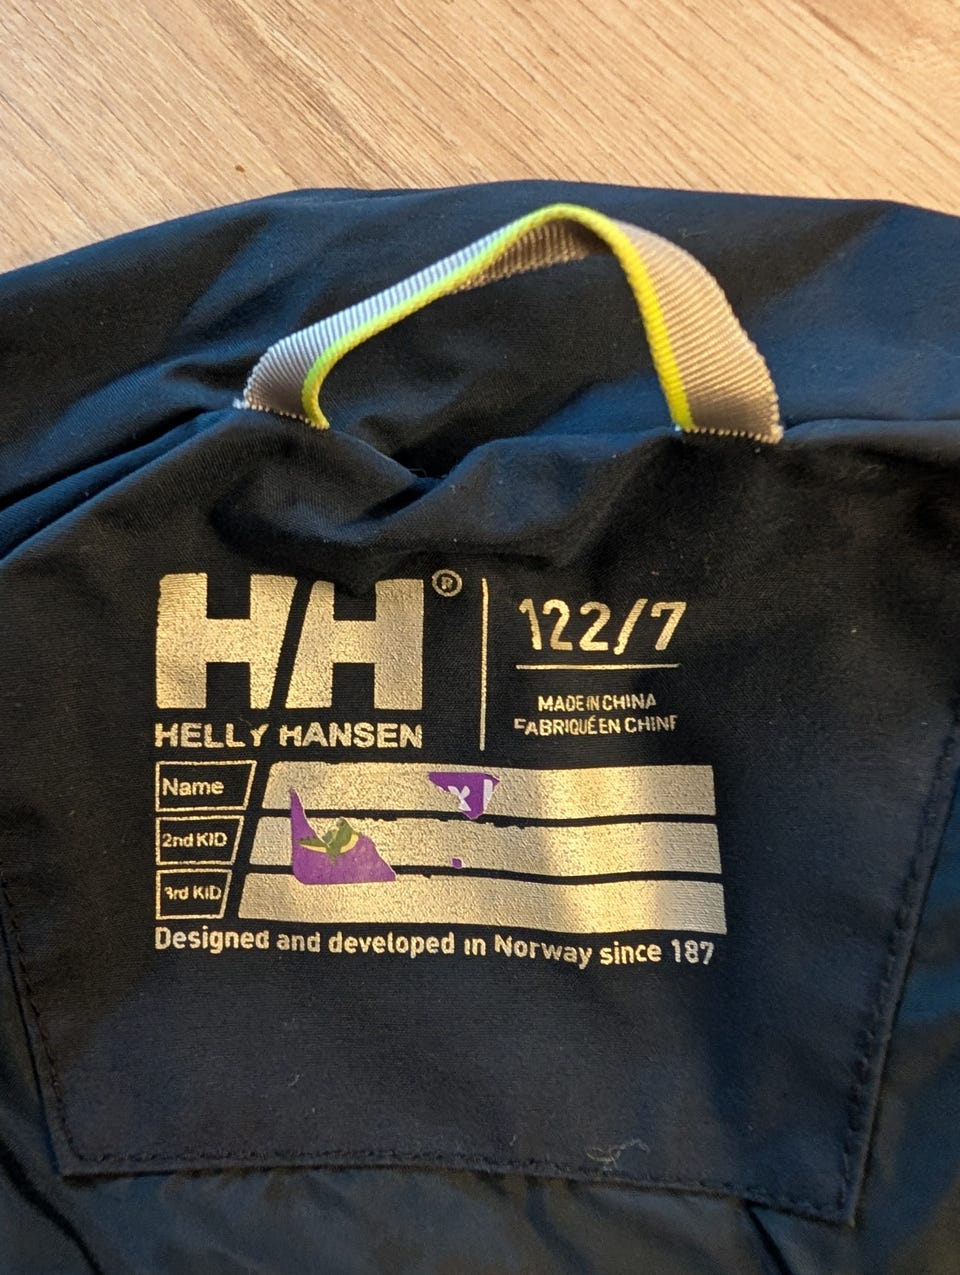 HH®
HELLY HANSEN
122/7
MADE IN CHINA
FABRIQUÉ EN CHINE
Name
2nd KID
3rd KID
Designed and developed in Norway since 187